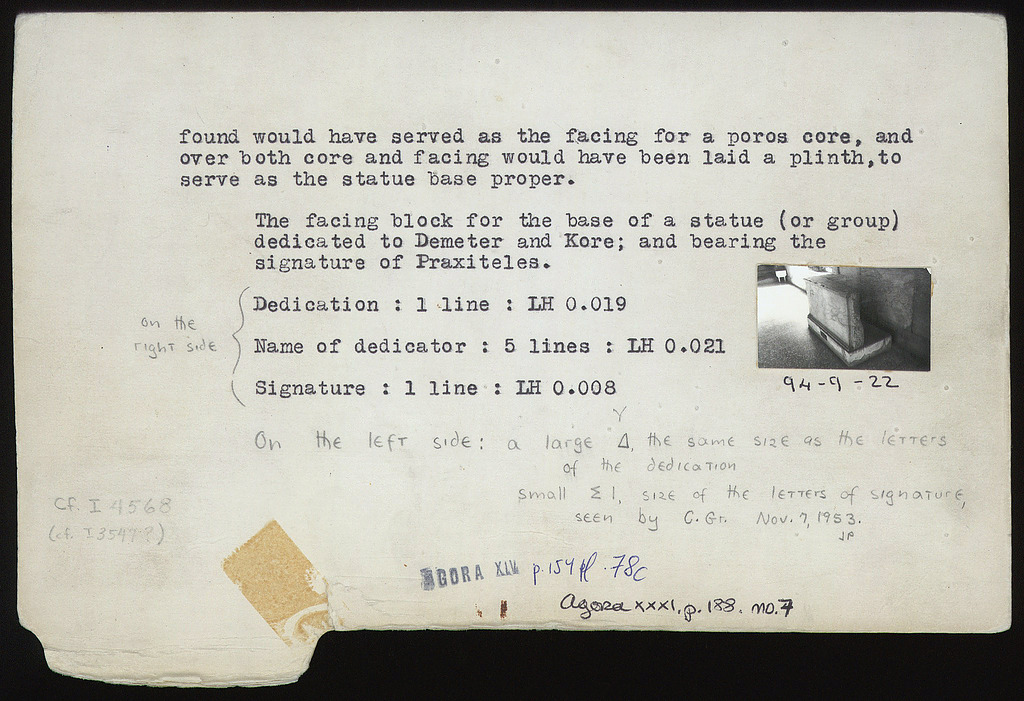 found would have served as the facing for a poros core, and
over both core and facing would have been laid a plinth,to
serve as the statue base proper.
The facing block for the base of a statue (or group)
dedicated to Demeter and Kore; and bearing the
signature of Praxiteles.
on the
right side
Dedication : 1 line : LH 0.019
Name of dedicator : 5 lines : LH 0.021
Signature : 1 line : LH 0.008
94-9-22
Y
On the left side: a large Δ, the same size as the letters
of the dedication
small Σ I, size of the letters of signature,
seen by C. Gr. Nov. 7, 1953.
JP
Cf. I 4568
(cf. I 3547?)
AGORA XIV p. 154 pl. 78c
Agora XXXI, p. 188. no. 7